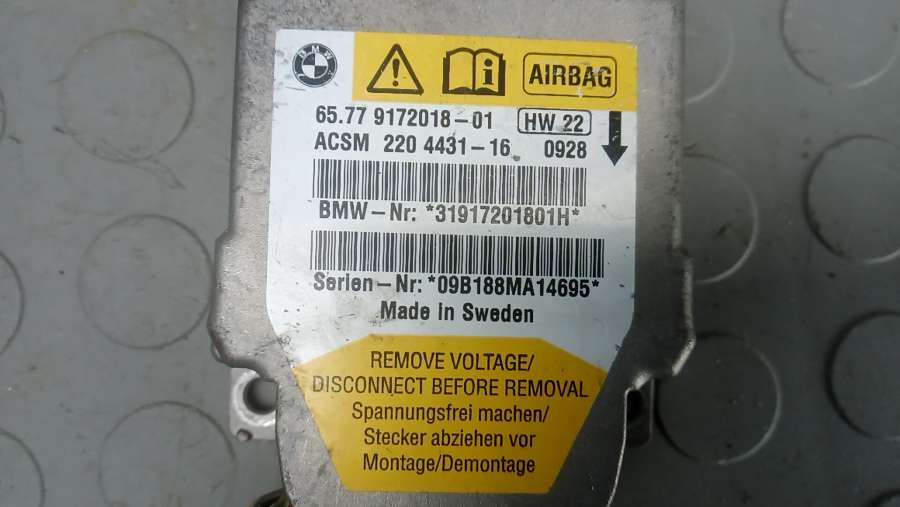 BMW
AIRBAG
65.77 9172018-01 HW 22
ACSM 220 4431-16 0928
BMW-Nr: *31917201801H*
Serien-Nr: *09B188MA14695*
Made in Sweden
REMOVE VOLTAGE/
DISCONNECT BEFORE REMOVAL
Spannungsfrei machen/
Stecker abziehen vor
Montage/Demontage